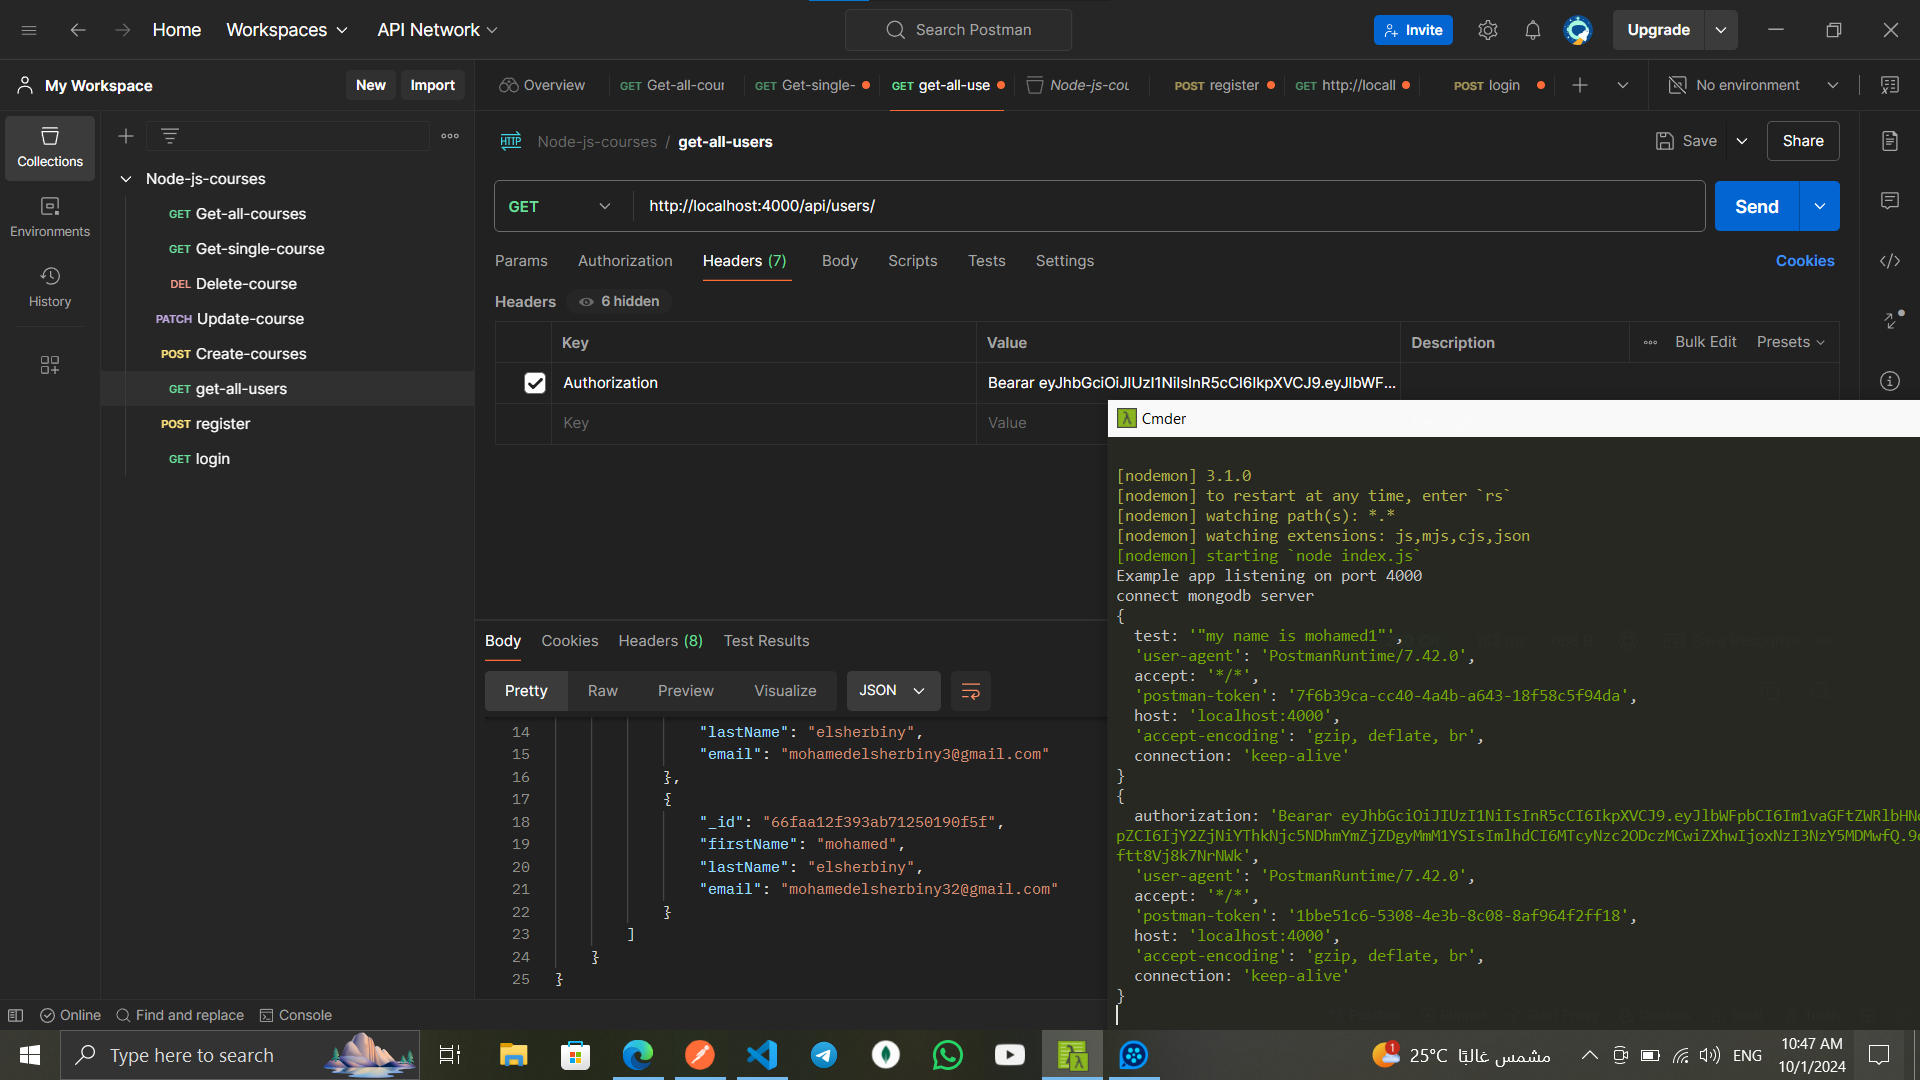 Home
Workspaces
API Network
Search Postman
Invite
Upgrade
My Workspace
New
Import
Overview
GET Get-all-cour
GET Get-single-
GET get-all-use
Node-js-cou
POST register
GET http://locall
POST login
No environment
Collections
Environments
History
Node-js-courses
GET Get-all-courses
GET Get-single-course
DEL Delete-course
PATCH Update-course
POST Create-courses
GET get-all-users
POST register
GET login
HTTP Node-js-courses / get-all-users
Save
Share
GET
http://localhost:4000/api/users/
Send
Params
Authorization
Headers (7)
Body
Scripts
Tests
Settings
Cookies
Headers
6 hidden
Key
Value
Description
Bulk Edit
Presets
Authorization
Bearar eyJhbGciOiJIUzI1NiIsInR5cCI6IkpXVCJ9.eyJlbWF...
Key
Value
Body
Cookies
Headers (8)
Test Results
Pretty
Raw
Preview
Visualize
JSON
14 "lastName": "elsherbiny",
15 "email": "mohamedelsherbiny3@gmail.com"
16 },
17 {
18 "_id": "66faa12f393ab71250190f5f",
19 "firstName": "mohamed",
20 "lastName": "elsherbiny",
21 "email": "mohamedelsherbiny32@gmail.com"
22 }
23 ]
24 }
25 }
Cmder
[nodemon] 3.1.0
[nodemon] to restart at any time, enter `rs`
[nodemon] watching path(s): *.*
[nodemon] watching extensions: js,mjs,cjs,json
[nodemon] starting `node index.js`
Example app listening on port 4000
connect mongodb server
{
test: '"my name is mohamed1"',
'user-agent': 'PostmanRuntime/7.42.0',
accept: '*/*',
'postman-token': '7f6b39ca-cc40-4a4b-a643-18f58c5f94da',
host: 'localhost:4000',
'accept-encoding': 'gzip, deflate, br',
connection: 'keep-alive'
}
{
authorization: 'Bearar eyJhbGciOiJIUzI1NiIsInR5cCI6IkpXVCJ9.eyJlbWFpbCI6Im1vaGFtZWRlbHN
pZCI6IjY2ZjNiYThkNjc5NDhmYmZjZDgyMmM1YSIsImlhdCI6MTcyNzc2ODczMCwiZXhwIjoxNzI3NzY5MDMwfQ.9
ftt8Vj8k7NrNWk',
'user-agent': 'PostmanRuntime/7.42.0',
accept: '*/*',
'postman-token': '1bbe51c6-5308-4e3b-8c08-8af964f2ff18',
host: 'localhost:4000',
'accept-encoding': 'gzip, deflate, br',
connection: 'keep-alive'
}
Online
Find and replace
Console
Type here to search
1
25°C مشمس غالبًا
ENG
10:47 AM
10/1/2024